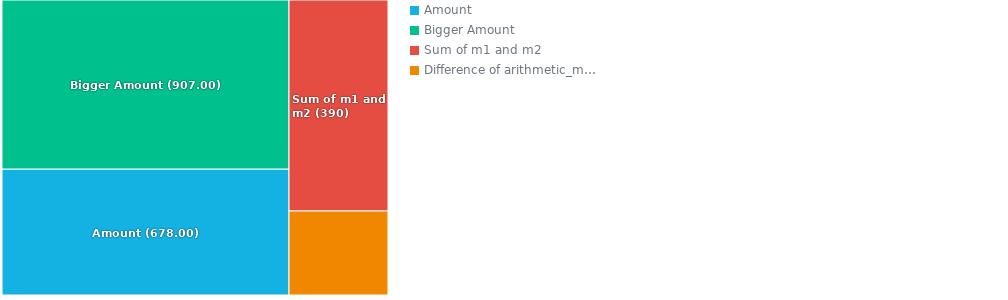 Bigger Amount (907.00)
Sum of m1 and
m2 (390)
Amount (678.00)
Amount
Bigger Amount
Sum of m1 and m2
Difference of arithmetic_m...